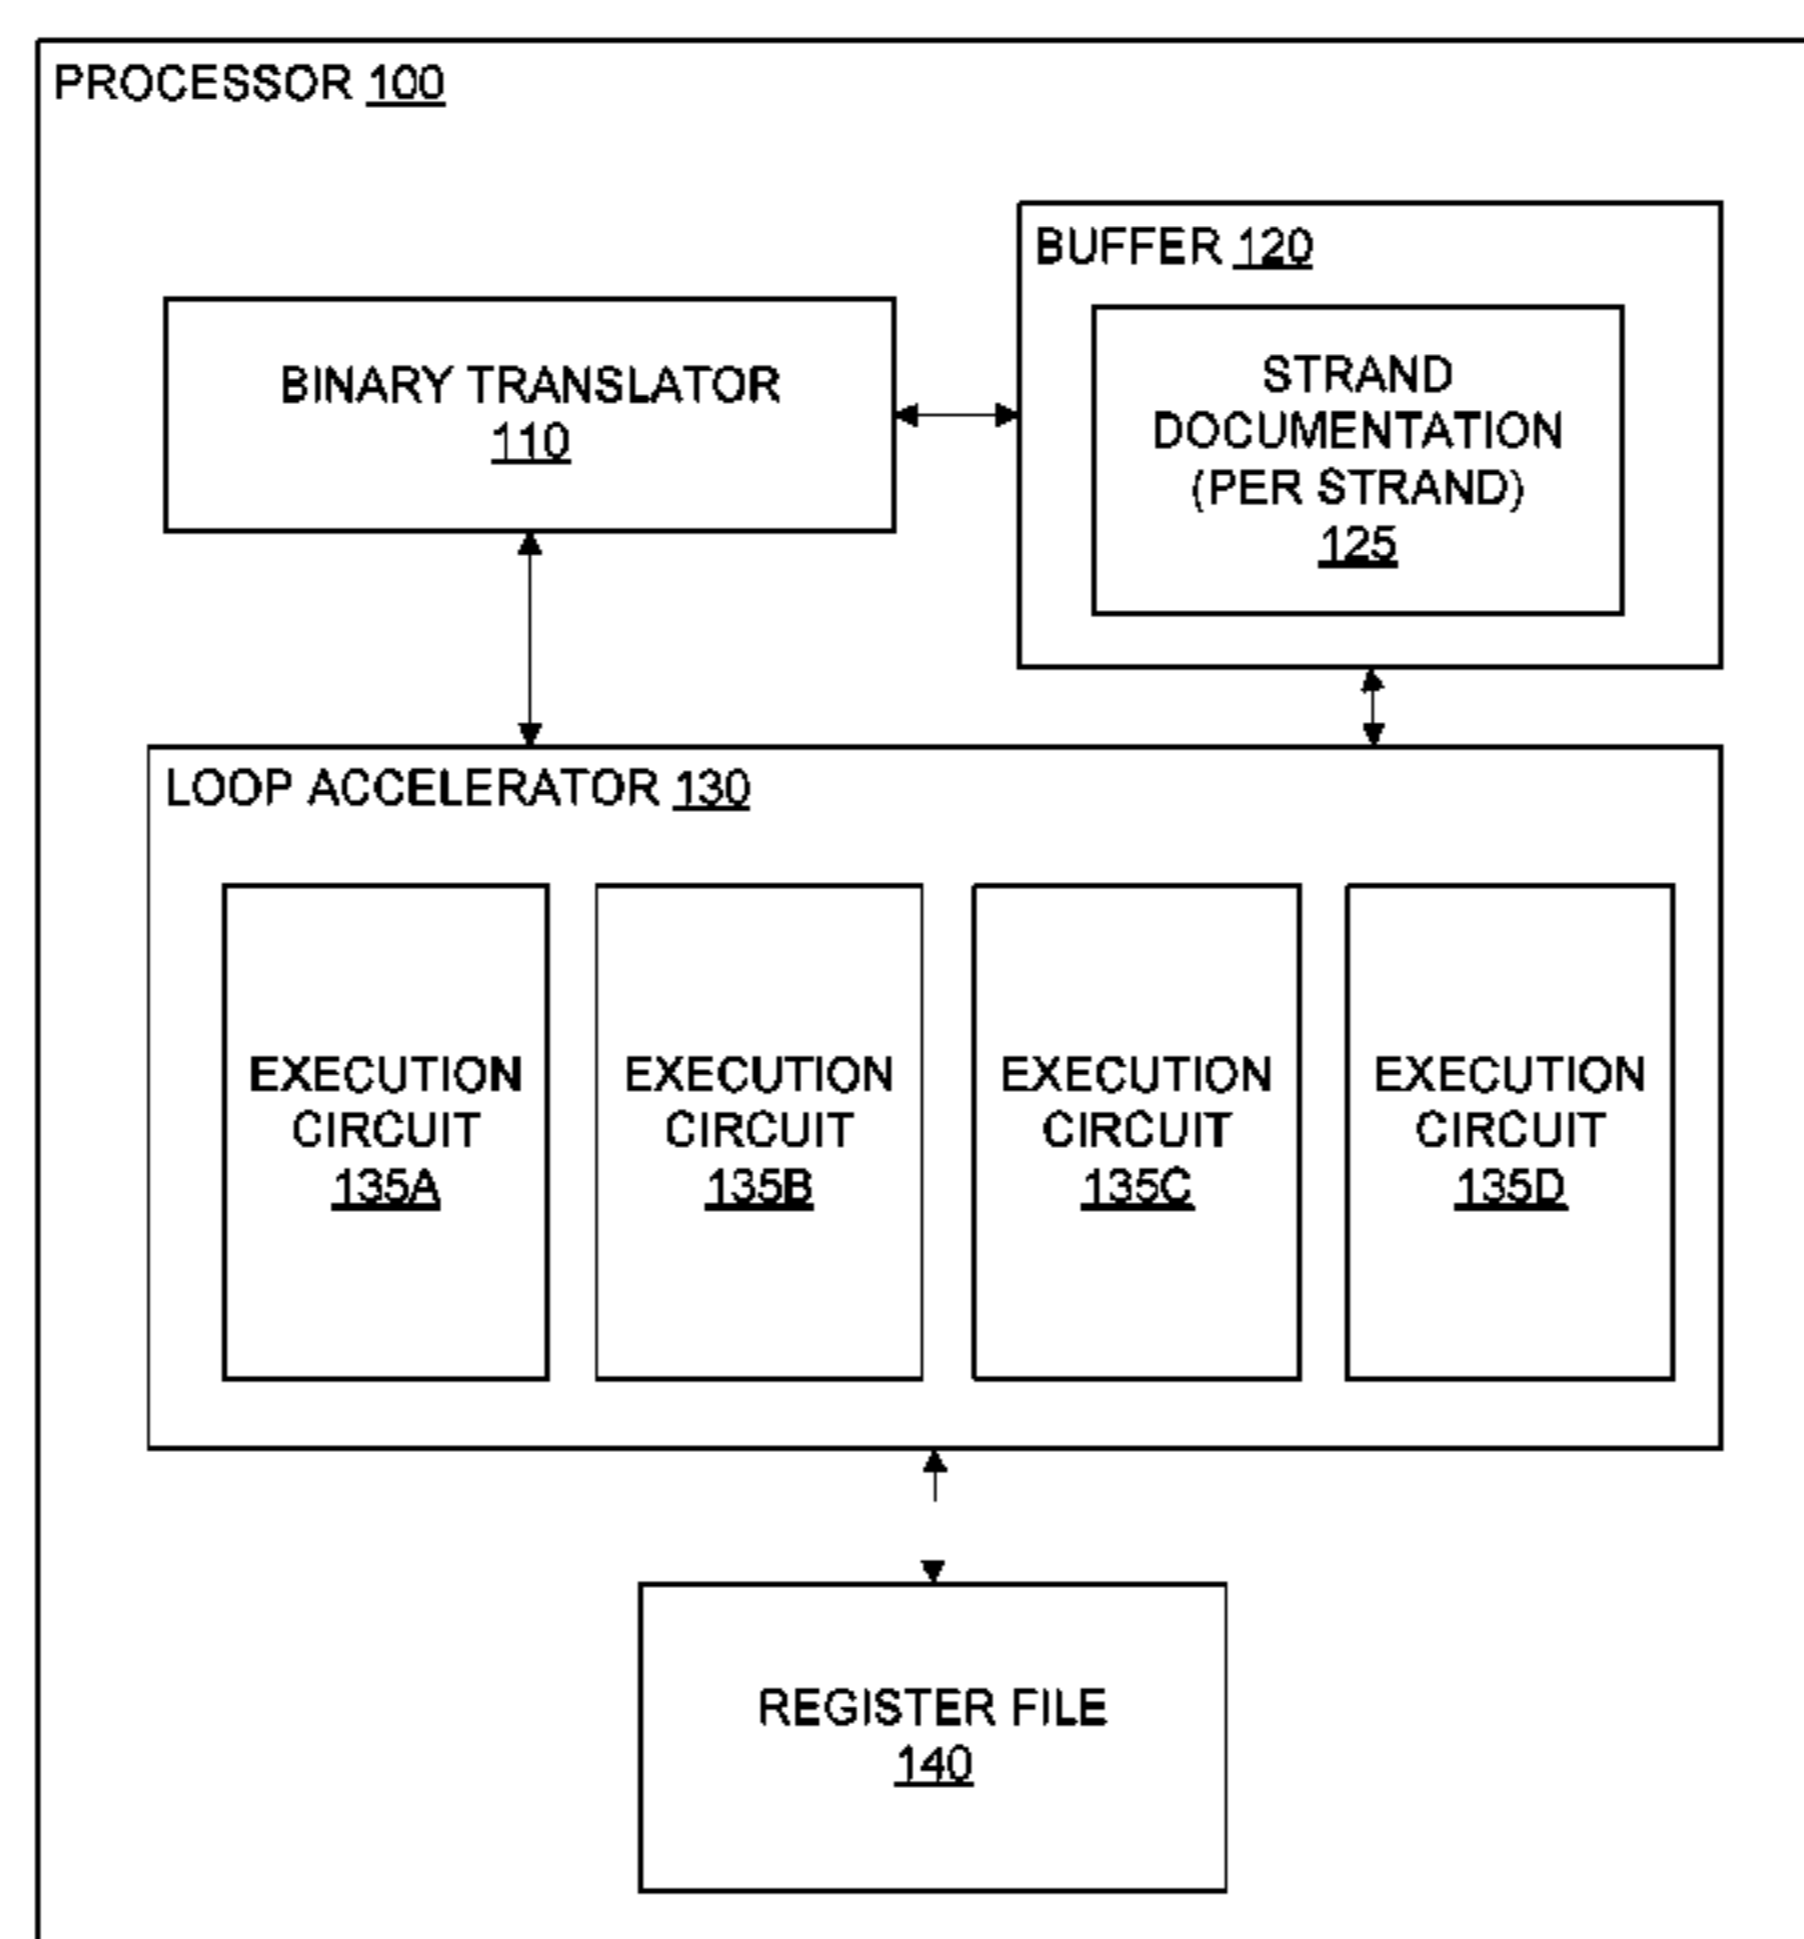 PROCESSOR 100
BUFFER 120
BINARY TRANSLATOR
110
STRAND
DOCUMENTATION
(PER STRAND)
125
LOOP ACCELERATOR 130
EXECUTION
CIRCUIT
135A
EXECUTION
CIRCUIT
135B
EXECUTION
CIRCUIT
135C
EXECUTION
CIRCUIT
135D
REGISTER FILE
140